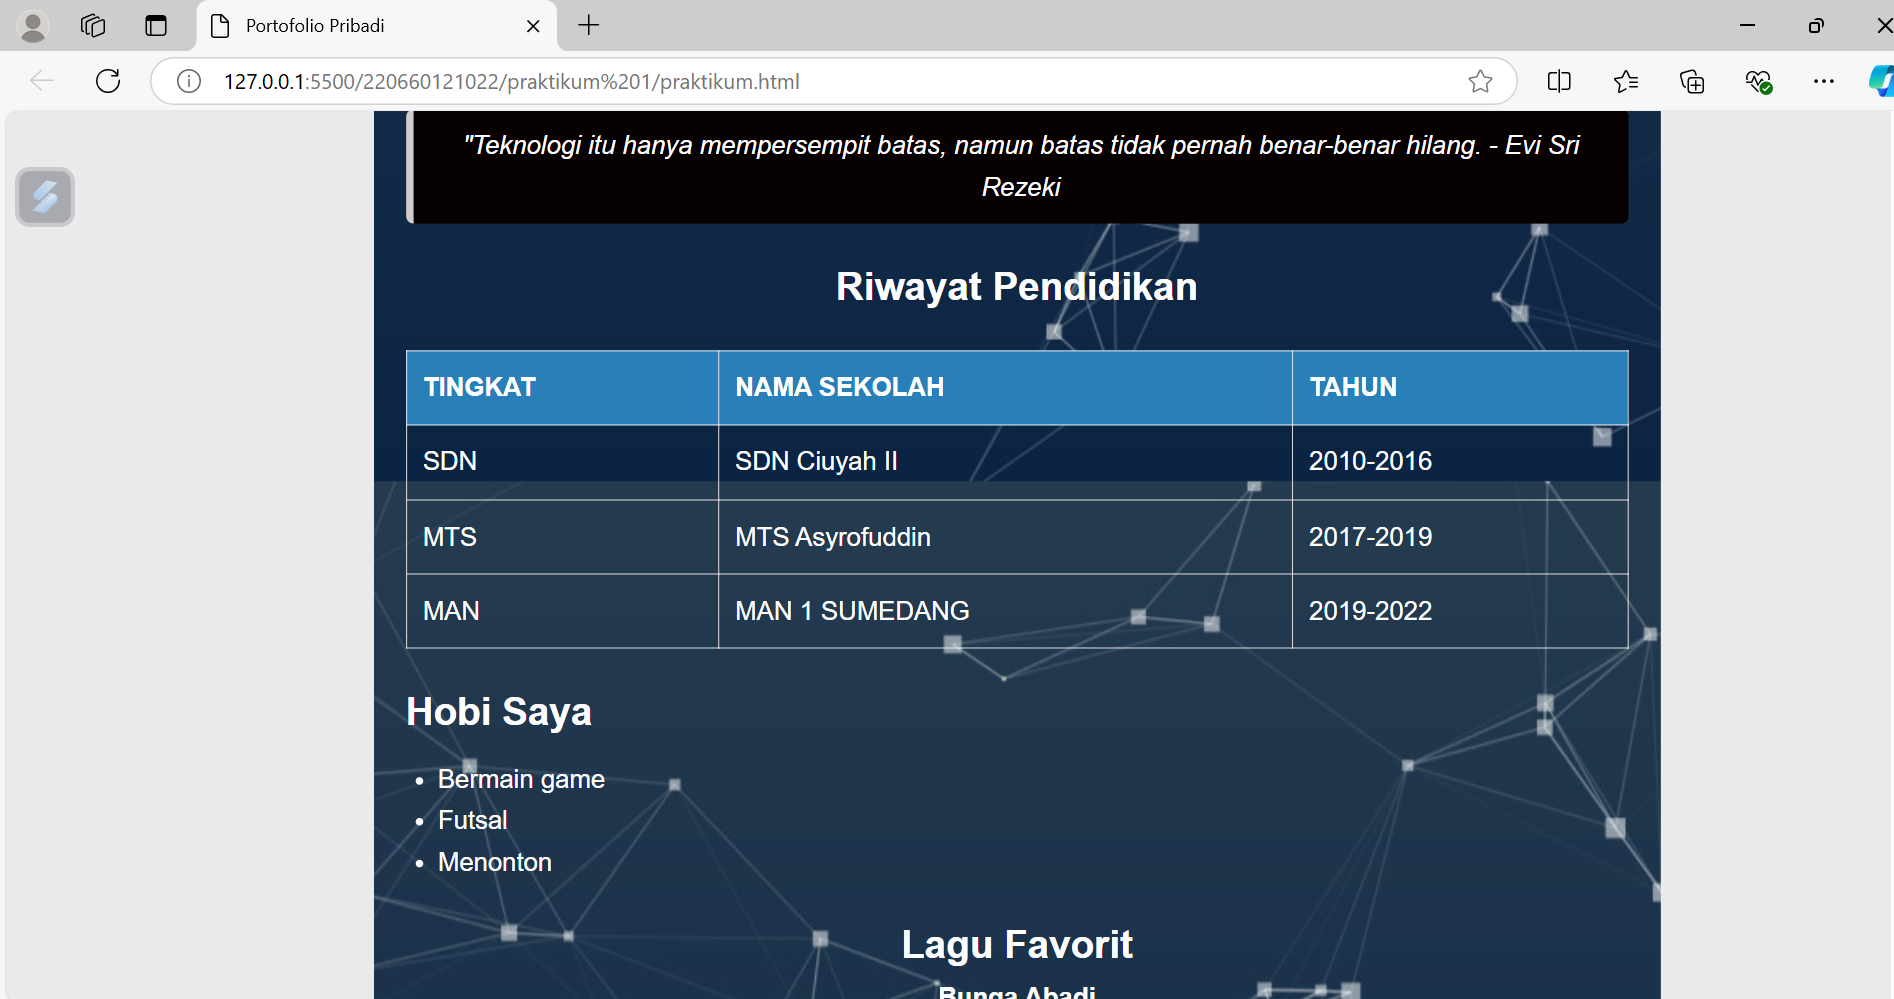 Portofolio Pribadi
127.0.0.1:5500/220660121022/praktikum%201/praktikum.html
"Teknologi itu hanya mempersempit batas, namun batas tidak pernah benar-benar hilang. - Evi Sri
Rezeki
Riwayat Pendidikan
TINGKAT NAMA SEKOLAH TAHUN
SDN SDN Ciuyah II 2010-2016
MTS MTS Asyrofuddin 2017-2019
MAN MAN 1 SUMEDANG 2019-2022
Hobi Saya
• Bermain game
• Futsal
• Menonton
Lagu Favorit
Bunga Abadi